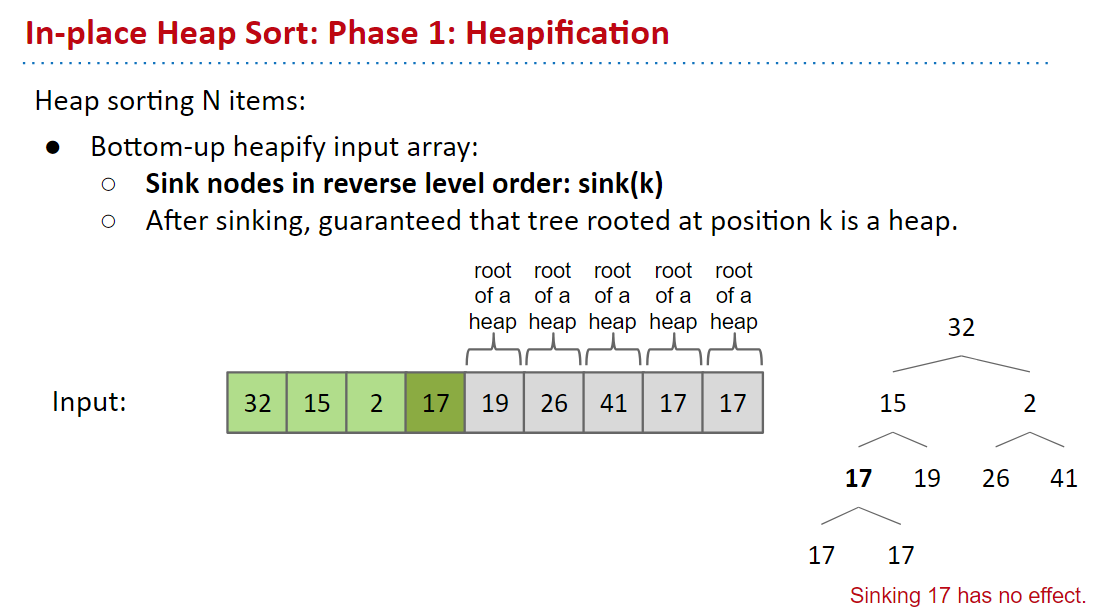 In-place Heap Sort: Phase 1: Heapification
Heap sorting N items:
● Bottom-up heapify input array:
○ Sink nodes in reverse level order: sink(k)
○ After sinking, guaranteed that tree rooted at position k is a heap.
root root root root root
of a of a of a of a of a
heap heap heap heap heap
Input: 32 15 2 17 19 26 41 17 17
32
15 2
17 19 26 41
17 17
Sinking 17 has no effect.